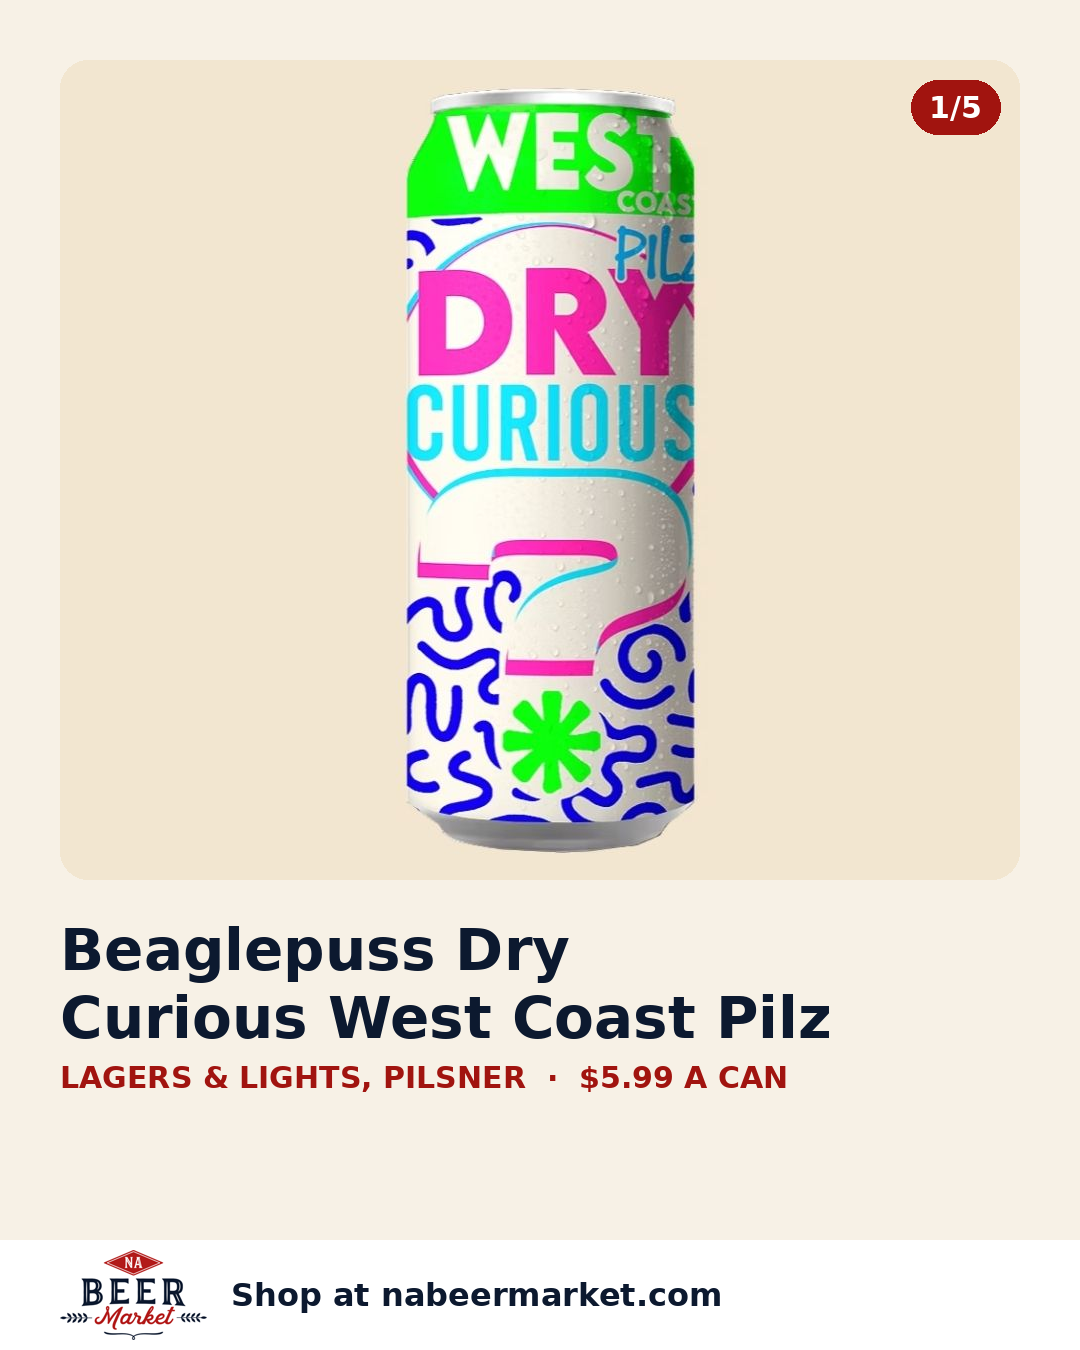 1/5
WEST
COAST
PILZ
DRY
CURIOUS
Beaglepuss Dry
Curious West Coast Pilz
LAGERS & LIGHTS, PILSNER · $5.99 A CAN
NA
BEER
Market
Shop at nabeermarket.com